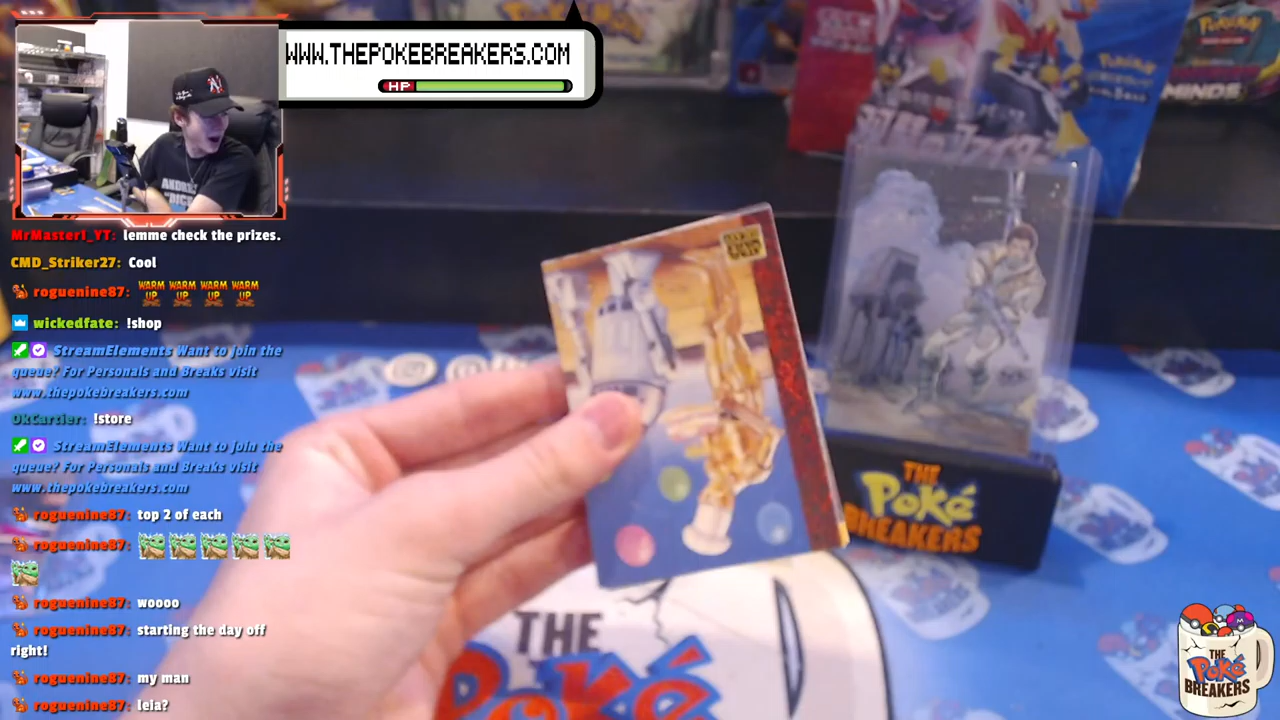 WWW.THEPOKEBREAKERS.COM
HP
MrMaster1_YT: lemme check the prizes.
CMD_Striker27: Cool
roguenine87: WARM UP WARM UP WARM UP WARM UP
wickedfate: !shop
StreamElements Want to join the
queue? For Personals and Breaks visit
www.thepokebreakers.com
OkCartier: !store
StreamElements Want to join the
queue? For Personals and Breaks visit
www.thepokebreakers.com
roguenine87: top 2 of each
roguenine87:
roguenine87: woooo
roguenine87: starting the day off
right!
roguenine87: my man
roguenine87: leia?
ANDRE
"DICE
Pokémon
MINDS
THE
Poké
BREAKERS
THE
Poké
THE
Poké
BREAKERS